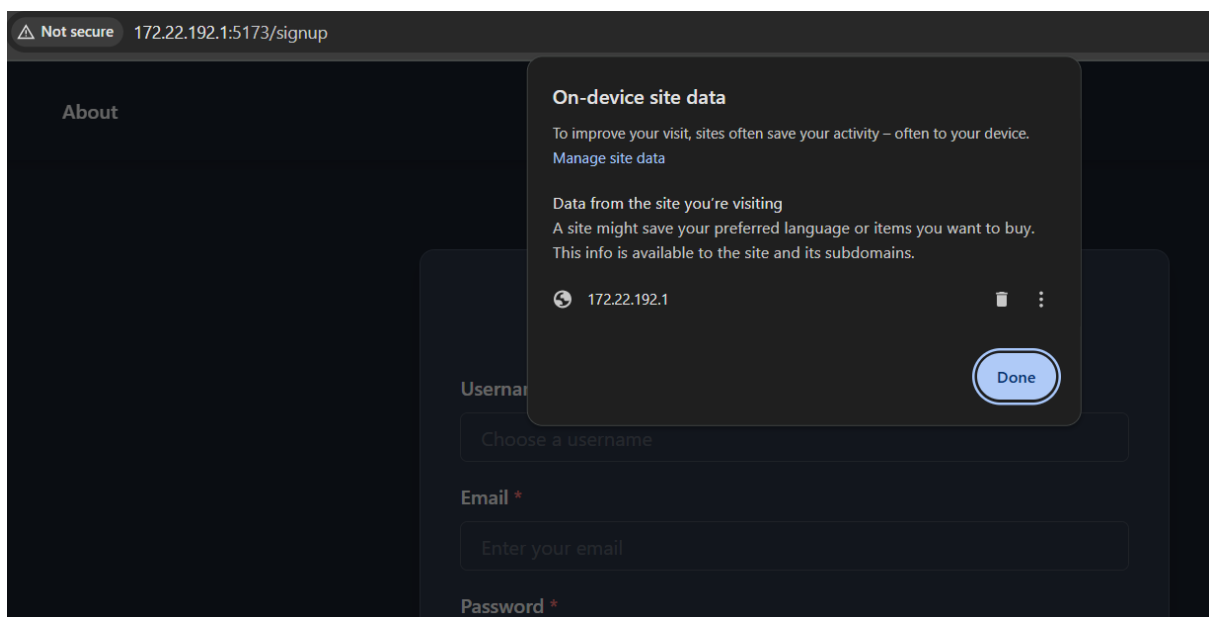 Not secure 172.22.192.1:5173/signup
About
On-device site data
To improve your visit, sites often save your activity – often to your device.
Manage site data
Data from the site you're visiting
A site might save your preferred language or items you want to buy.
This info is available to the site and its subdomains.
172.22.192.1
Done
Choose a username
Email *
Enter your email
Password *